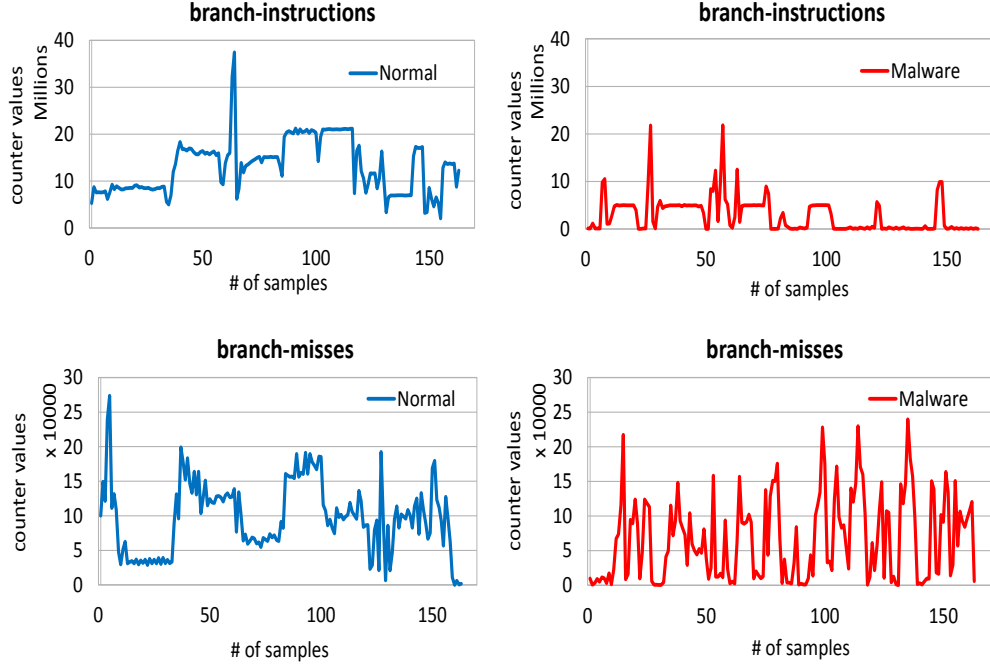 branch-instructions
counter values
Millions
40
30
20
10
0
Normal
0
50
100
150
# of samples
branch-instructions
counter values
Millions
40
30
20
10
0
Malware
0
50
100
150
# of samples
branch-misses
counter values
x 10000
30
25
20
15
10
5
0
Normal
0
50
100
150
# of samples
branch-misses
counter values
x 10000
30
25
20
15
10
5
0
Malware
0
50
100
150
# of samples